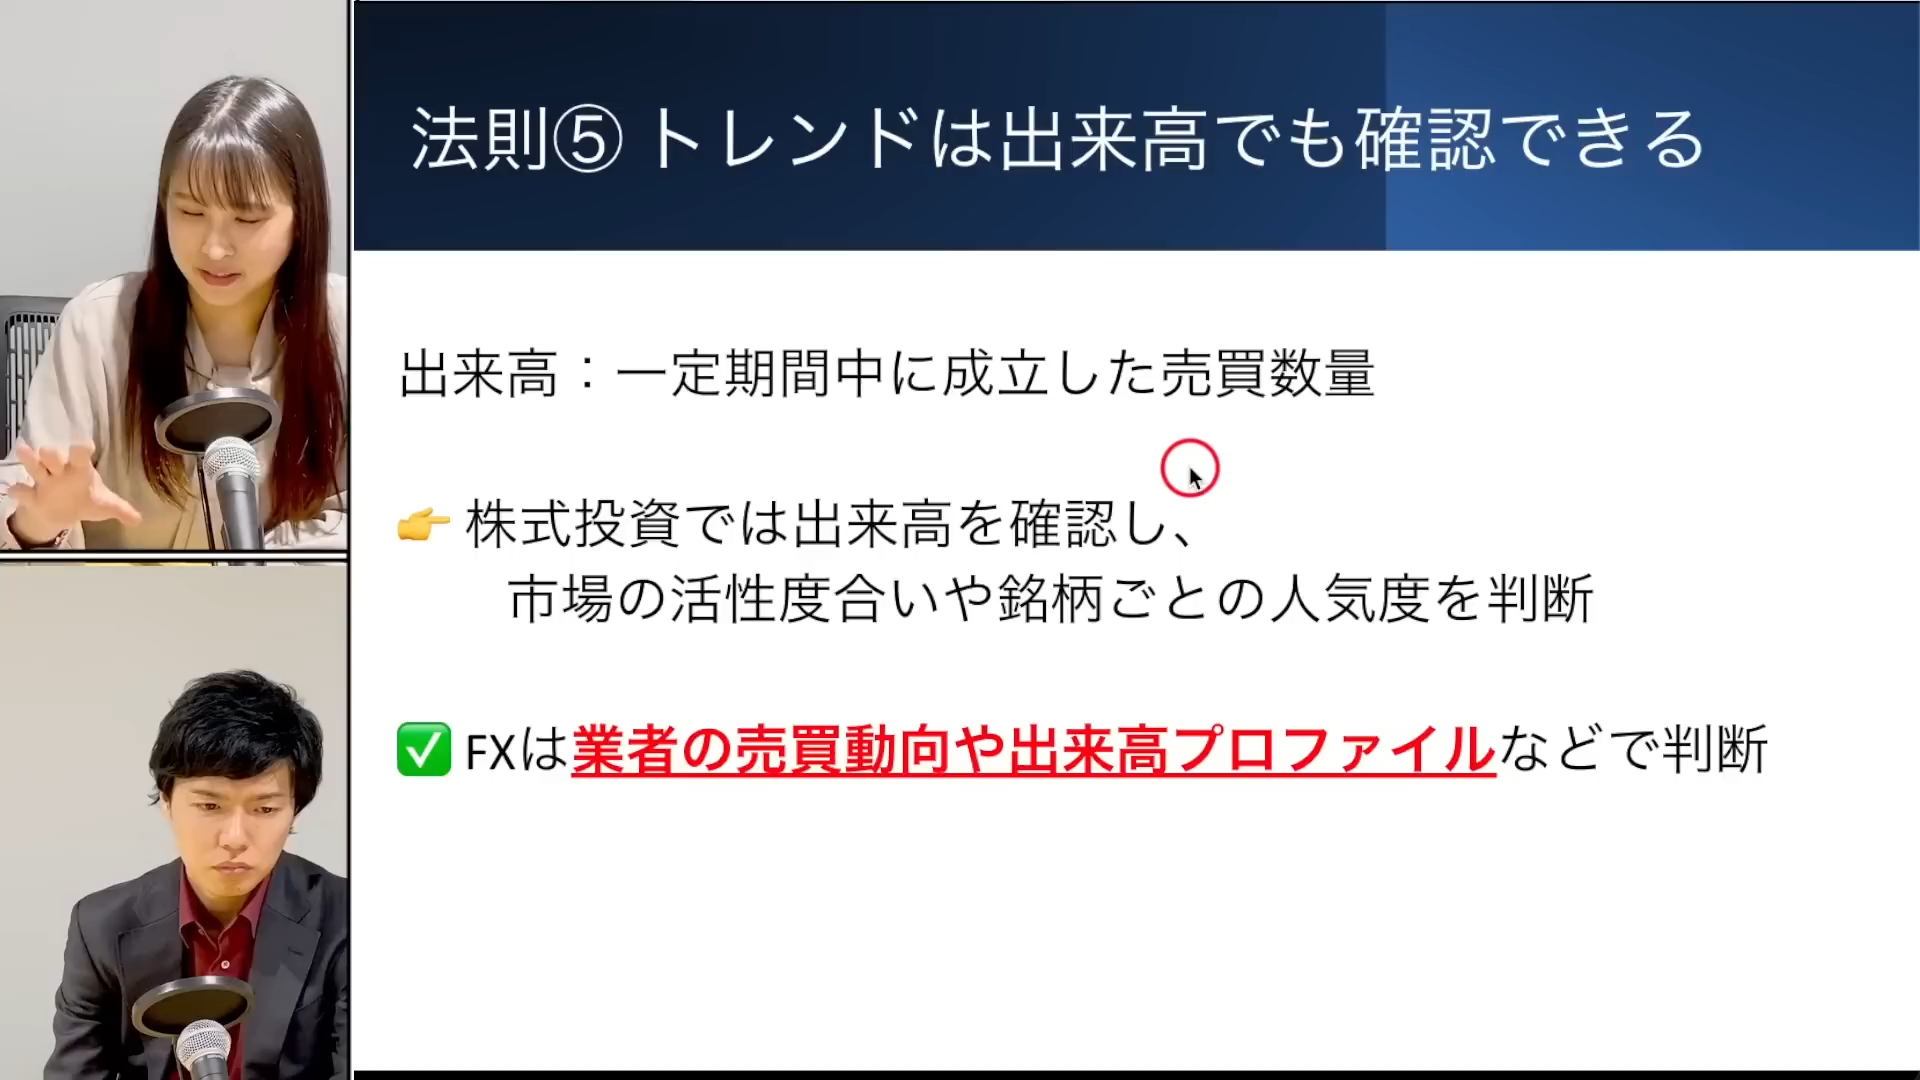 法則⑤ トレンドは出来高でも確認できる
出来高：一定期間中に成立した売買数量
👉 株式投資では出来高を確認し、
市場の活性度合いや銘柄ごとの人気度を判断
✅ FXは業者の売買動向や出来高プロファイルなどで判断